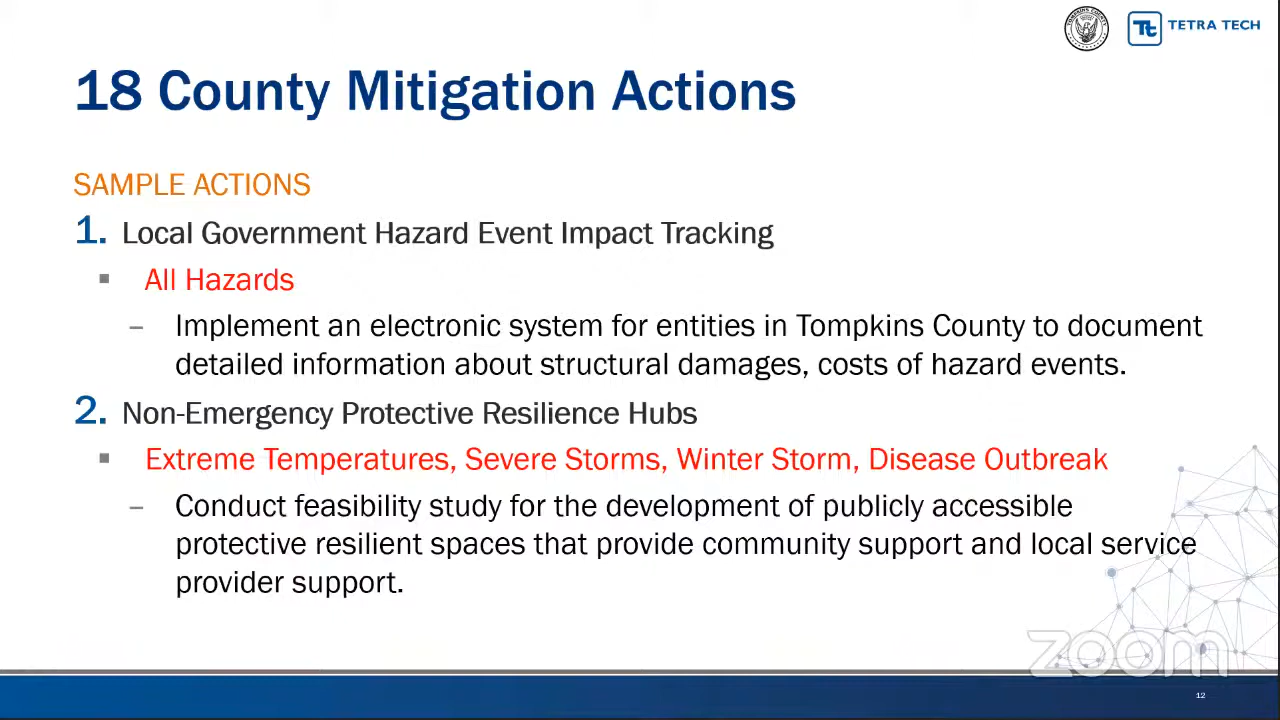 TOMPKINS COUNTY
Tt TETRA TECH
18 County Mitigation Actions
SAMPLE ACTIONS
1. Local Government Hazard Event Impact Tracking
▪ All Hazards
– Implement an electronic system for entities in Tompkins County to document
detailed information about structural damages, costs of hazard events.
2. Non-Emergency Protective Resilience Hubs
▪ Extreme Temperatures, Severe Storms, Winter Storm, Disease Outbreak
– Conduct feasibility study for the development of publicly accessible
protective resilient spaces that provide community support and local service
provider support.
zoom
12